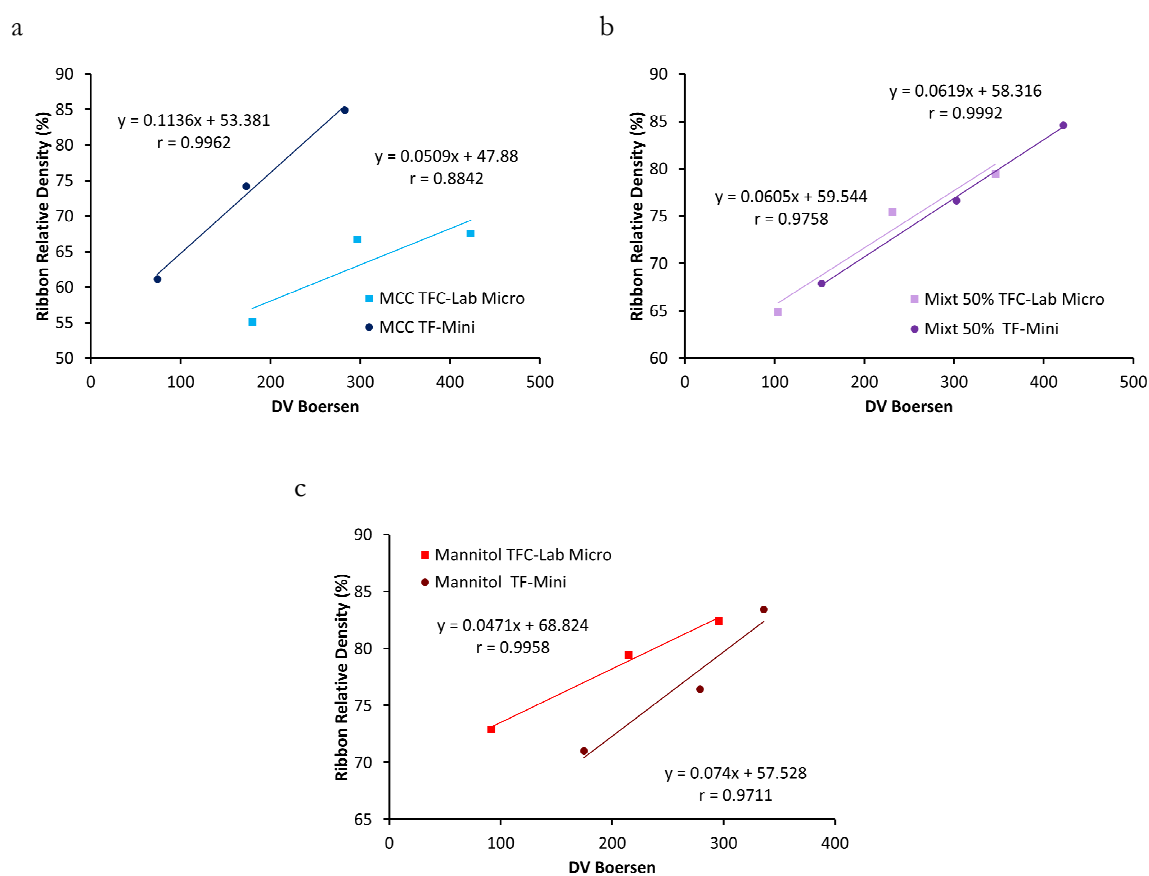 a
Ribbon Relative Density (%)
90
85
80
75
70
65
60
55
50
y = 0.1136x + 53.381
r = 0.9962
y = 0.0509x + 47.88
r = 0.8842
MCC TFC-Lab Micro
MCC TF-Mini
0 100 200 300 400 500
DV Boersen
b
Ribbon Relative Density (%)
90
85
80
75
70
65
60
y = 0.0619x + 58.316
r = 0.9992
y = 0.0605x + 59.544
r = 0.9758
Mixt 50% TFC-Lab Micro
Mixt 50% TF-Mini
0 100 200 300 400 500
DV Boersen
c
Ribbon Relative Density (%)
90
85
80
75
70
65
Mannitol TFC-Lab Micro
Mannitol TF-Mini
y = 0.0471x + 68.824
r = 0.9958
y = 0.074x + 57.528
r = 0.9711
0 100 200 300 400
DV Boersen